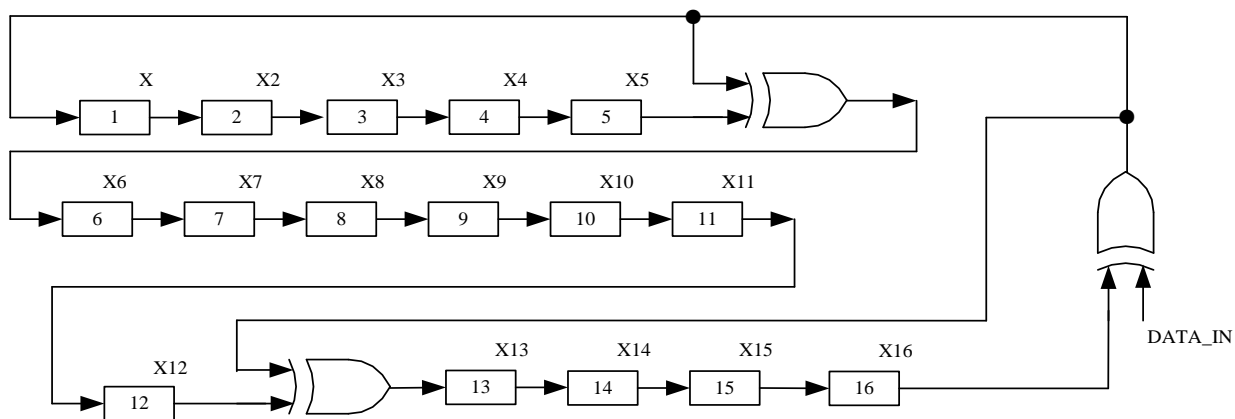 X X2 X3 X4 X5
1 2 3 4 5
X6 X7 X8 X9 X10 X11
6 7 8 9 10 11
DATA_IN
X12 X13 X14 X15 X16
12 13 14 15 16